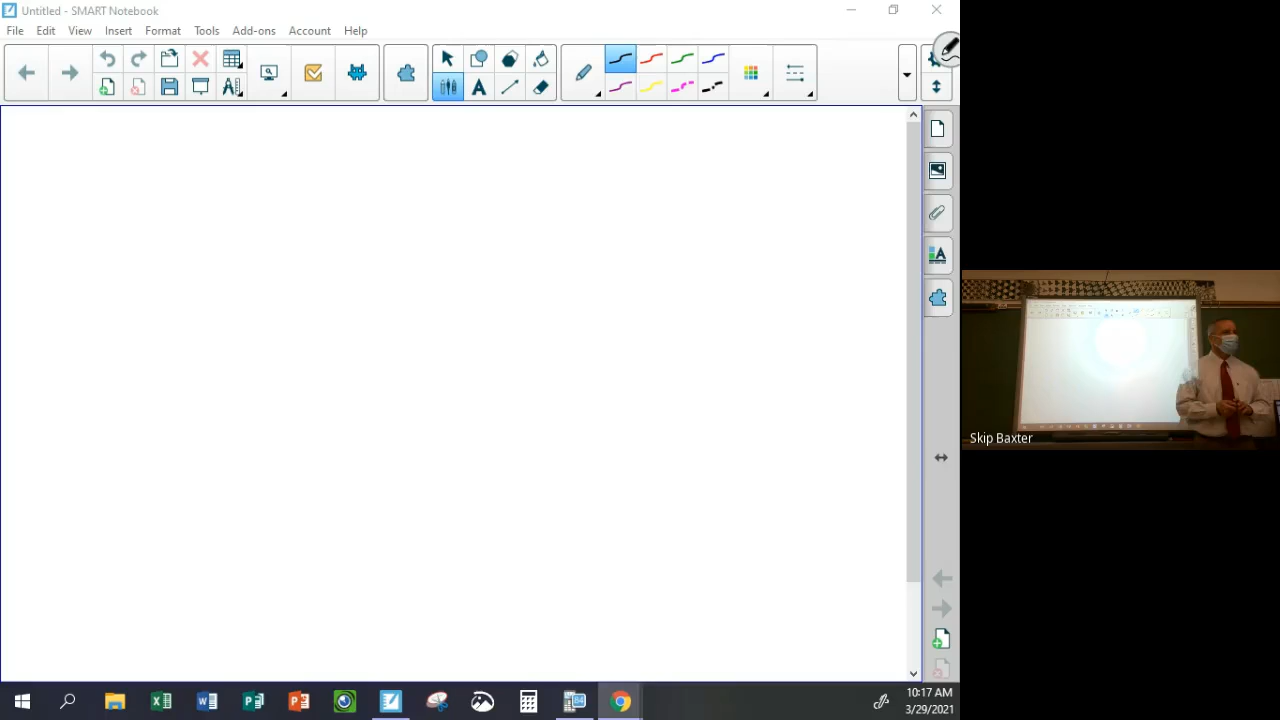 Untitled - SMART Notebook
File Edit View Insert Format Tools Add-ons Account Help
Skip Baxter
10:17 AM
3/29/2021